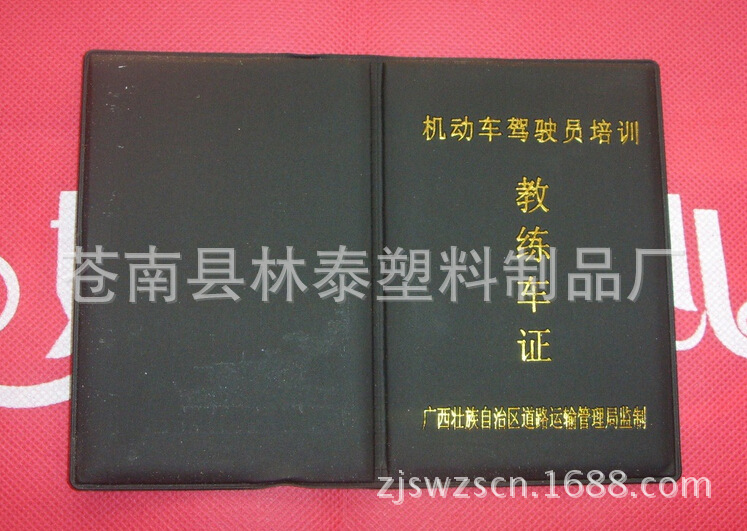 机动车驾驶员培训
教练车证
苍南县林泰塑料制品厂
广西壮族自治区道路运输管理局监制
zjswzscn.1688.com